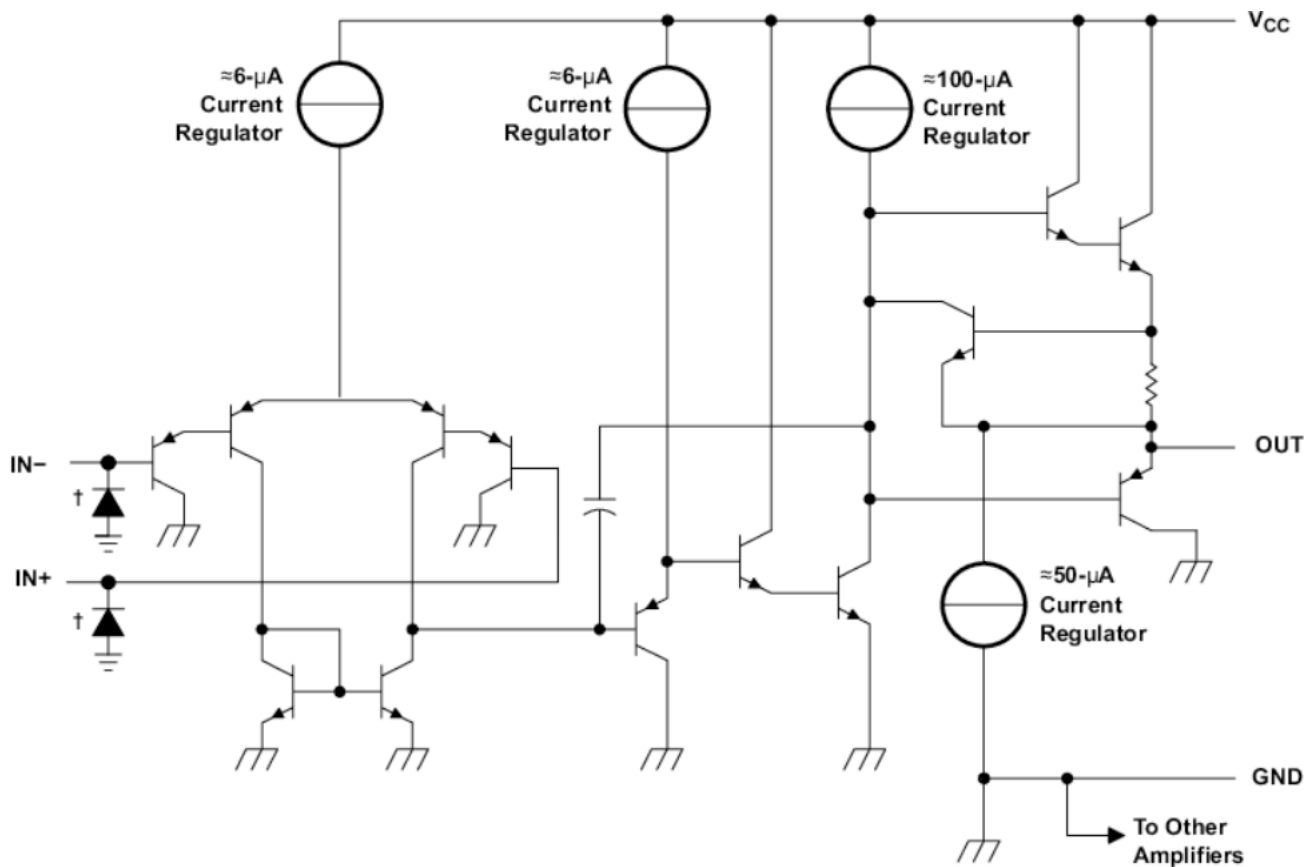 VCC
≈6-µA
Current
Regulator
≈6-µA
Current
Regulator
≈100-µA
Current
Regulator
IN−
†
OUT
IN+
†
≈50-µA
Current
Regulator
GND
To Other
Amplifiers